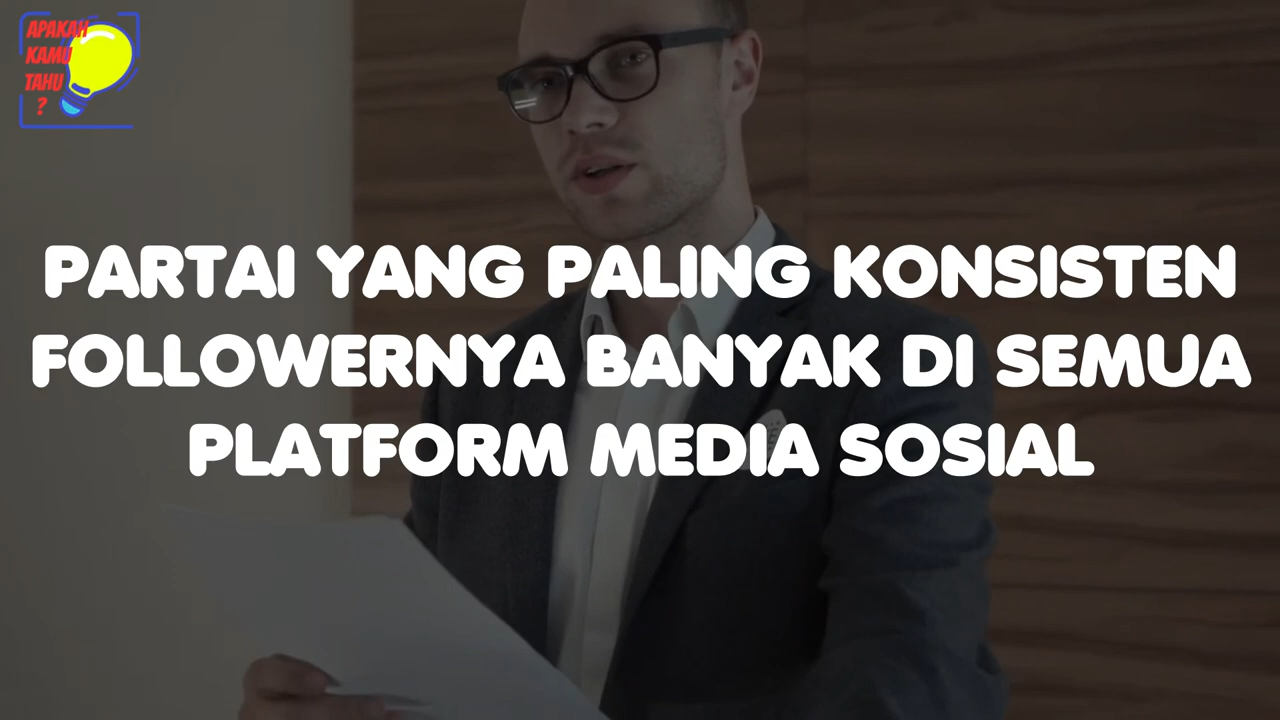 APAKAH
KAMU
TAHU
?
PARTAI YANG PALING KONSISTEN
FOLLOWERNYA BANYAK DI SEMUA
PLATFORM MEDIA SOSIAL